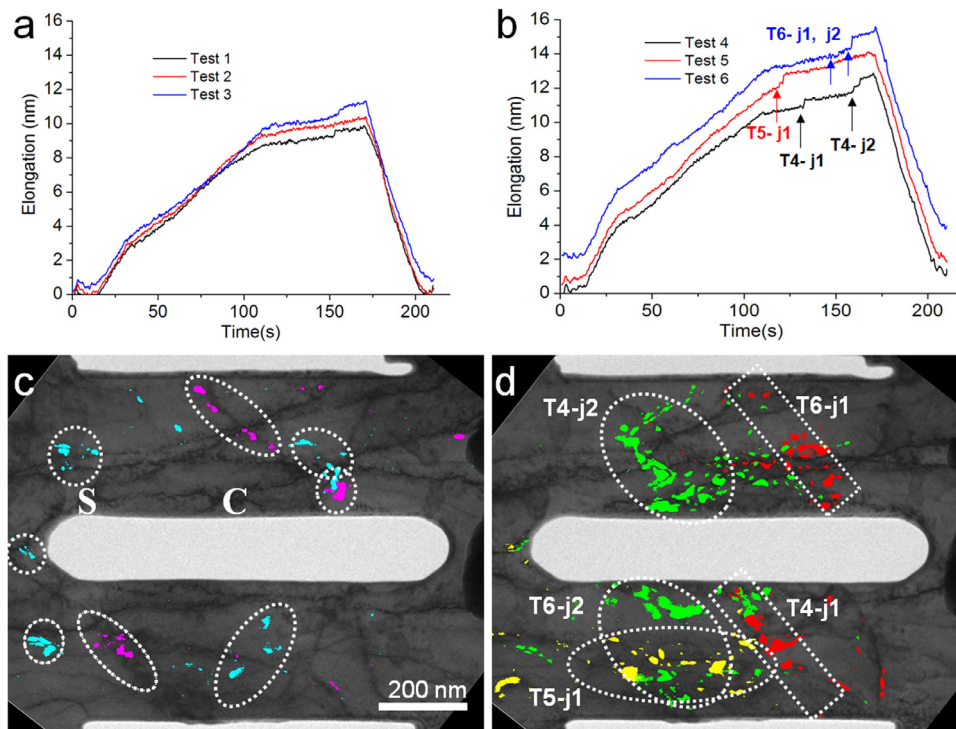 a
Elongation (nm)
16
14
12
10
8
6
4
2
0
Test 1
Test 2
Test 3
0
50
100
150
200
Time(s)
b
Elongation (nm)
16
14
12
10
8
6
4
2
0
Test 4
Test 5
Test 6
T6- j1, j2
T5- j1
T4- j1
T4- j2
0
50
100
150
200
Time(s)
c
S
C
200 nm
d
T4-j2
T6-j1
T6-j2
T4-j1
T5-j1